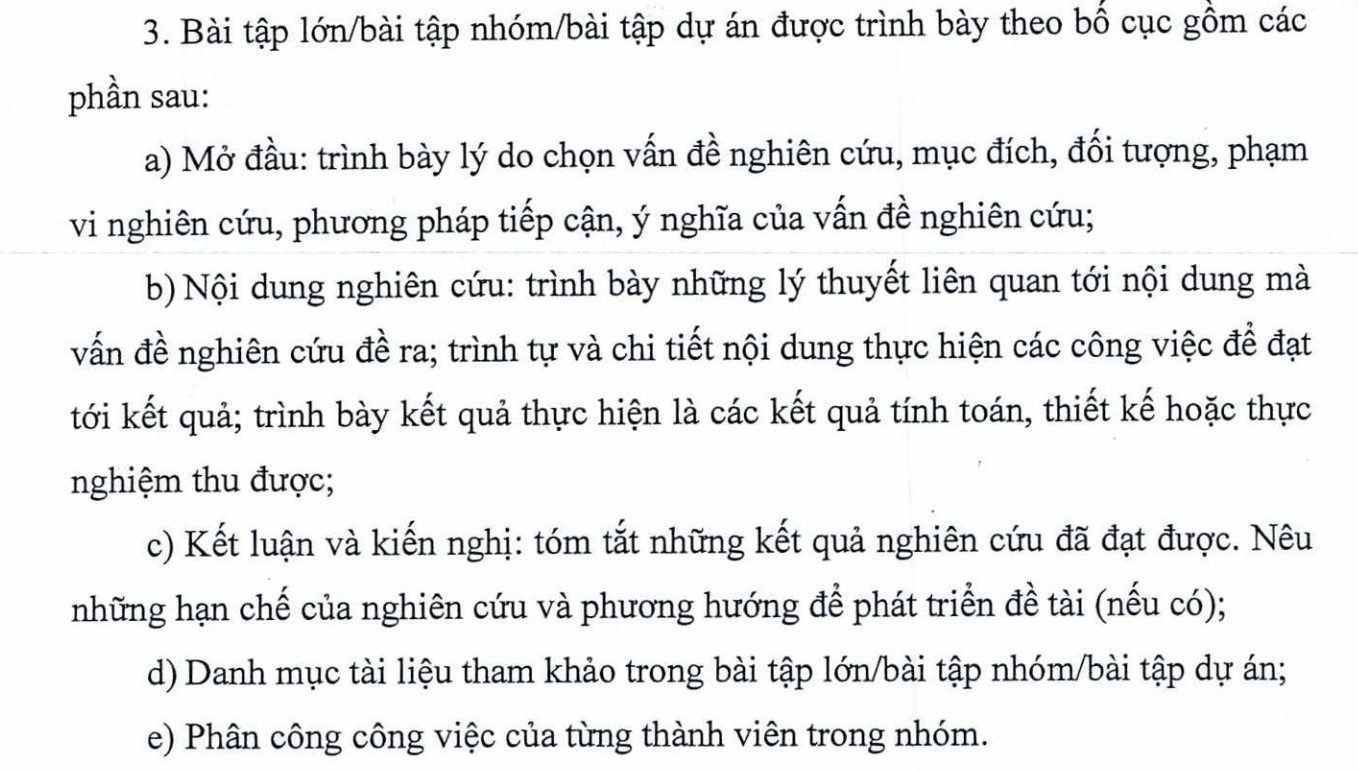 3. Bài tập lớn/bài tập nhóm/bài tập dự án được trình bày theo bố cục gồm các
phần sau:
a) Mở đầu: trình bày lý do chọn vấn đề nghiên cứu, mục đích, đối tượng, phạm
vi nghiên cứu, phương pháp tiếp cận, ý nghĩa của vấn đề nghiên cứu;
b) Nội dung nghiên cứu: trình bày những lý thuyết liên quan tới nội dung mà
vấn đề nghiên cứu đề ra; trình tự và chi tiết nội dung thực hiện các công việc để đạt
tới kết quả; trình bày kết quả thực hiện là các kết quả tính toán, thiết kế hoặc thực
nghiệm thu được;
c) Kết luận và kiến nghị: tóm tắt những kết quả nghiên cứu đã đạt được. Nêu
những hạn chế của nghiên cứu và phương hướng để phát triển đề tài (nếu có);
d) Danh mục tài liệu tham khảo trong bài tập lớn/bài tập nhóm/bài tập dự án;
e) Phân công công việc của từng thành viên trong nhóm.